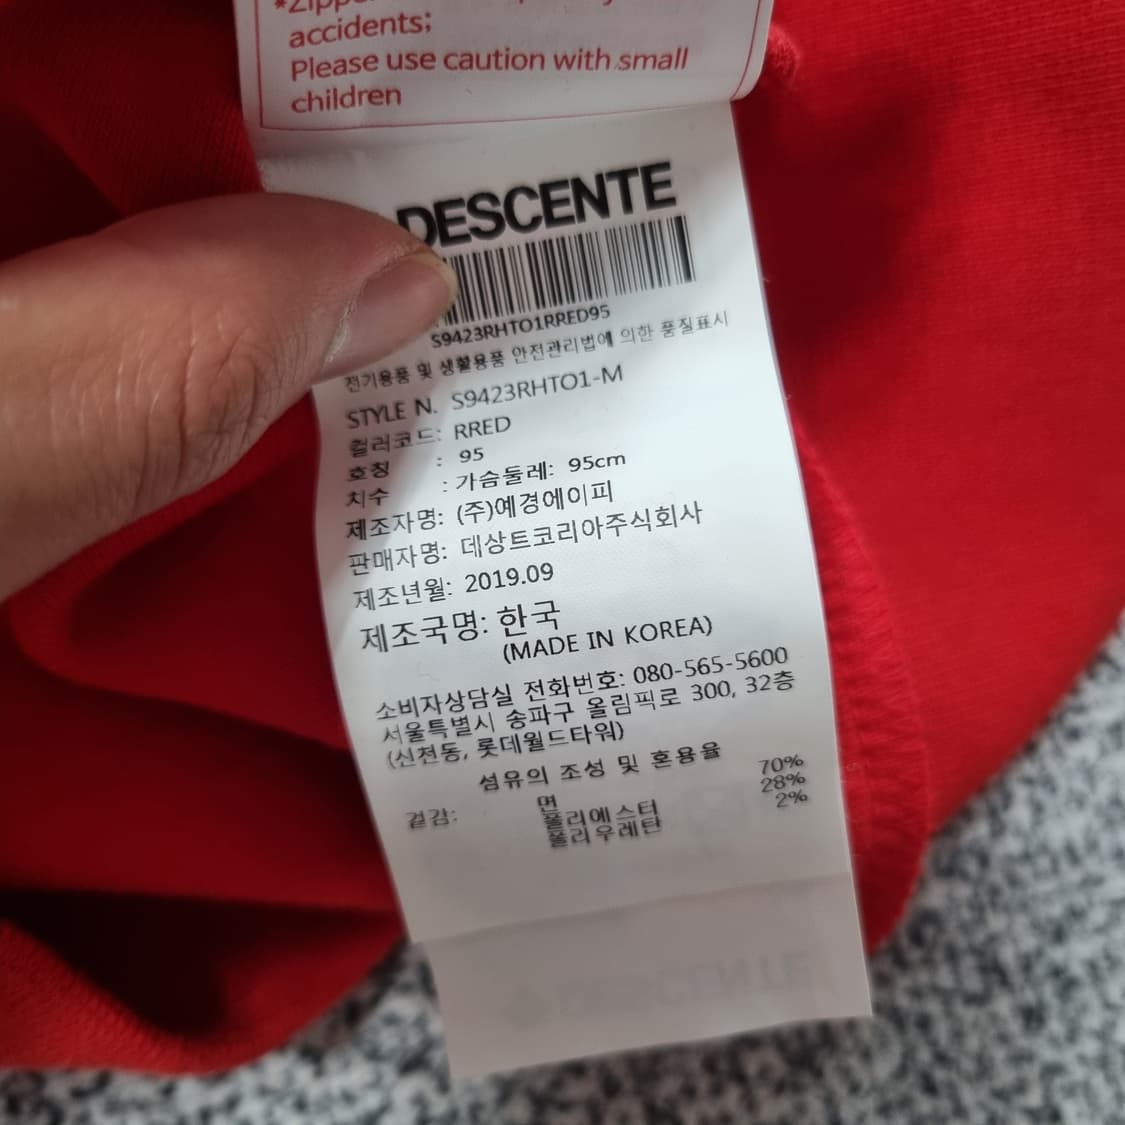 accidents;
Please use caution with small
children
DESCENTE
S9423RHTO1RRED95
전기용품 및 생활용품 안전관리법에 의한 품질표시
STYLE N. S9423RHTO1-M
컬러코드: RRED
호칭 : 95
치수 : 가슴둘레: 95cm
제조자명: (주)예경에이피
판매자명: 데상트코리아주식회사
제조년월: 2019.09
제조국명: 한국
(MADE IN KOREA)
소비자상담실 전화번호: 080-565-5600
서울특별시 송파구 올림픽로 300, 32층
(신천동, 롯데월드타워)
섬유의 조성 및 혼용율
겉감: 면 70%
폴리에스터 28%
폴리우레탄 2%